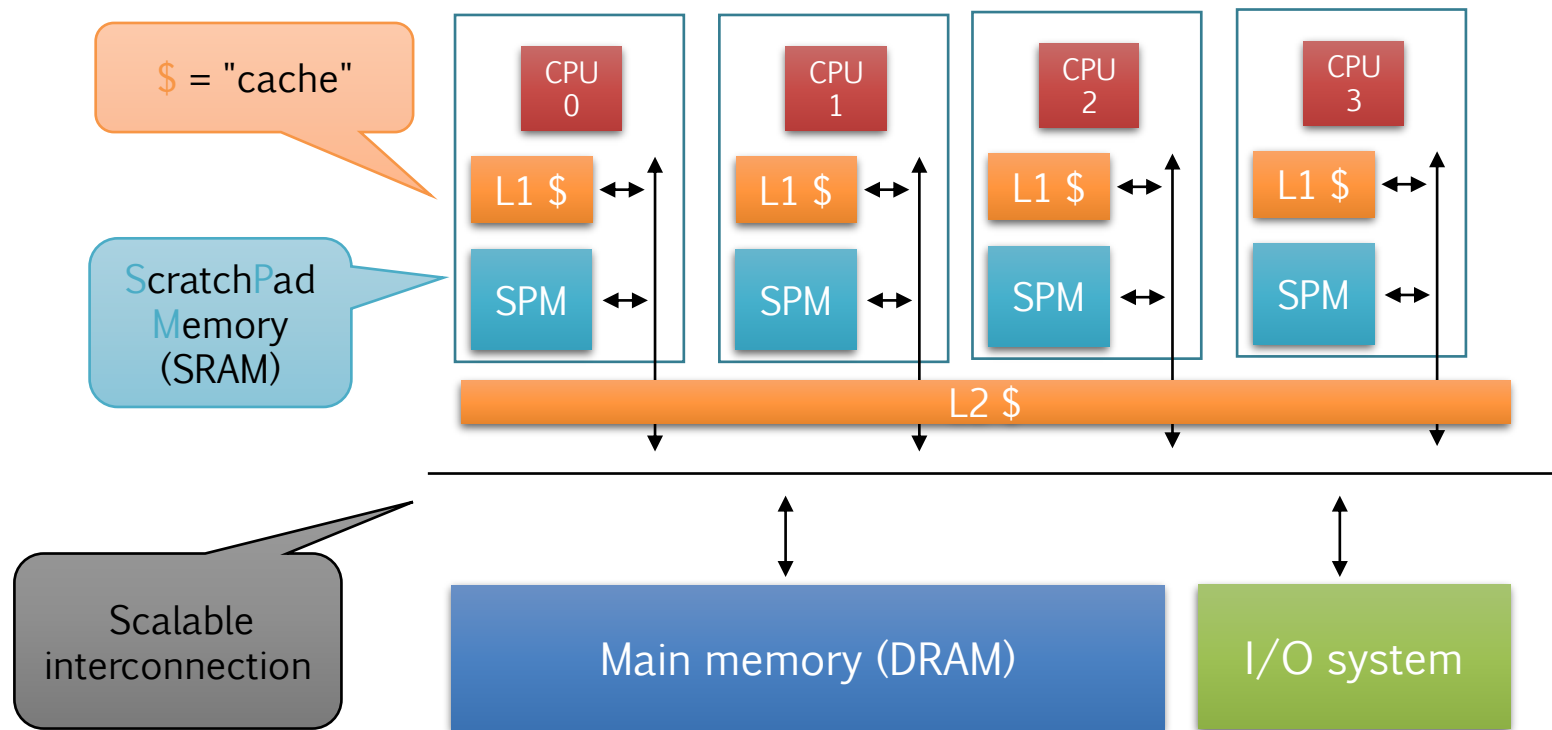 $ = "cache"
CPU
0
CPU
1
CPU
2
CPU
3
L1 $
L1 $
L1 $
L1 $
ScratchPad
Memory
(SRAM)
SPM
SPM
SPM
SPM
L2 $
Scalable
interconnection
Main memory (DRAM)
I/O system